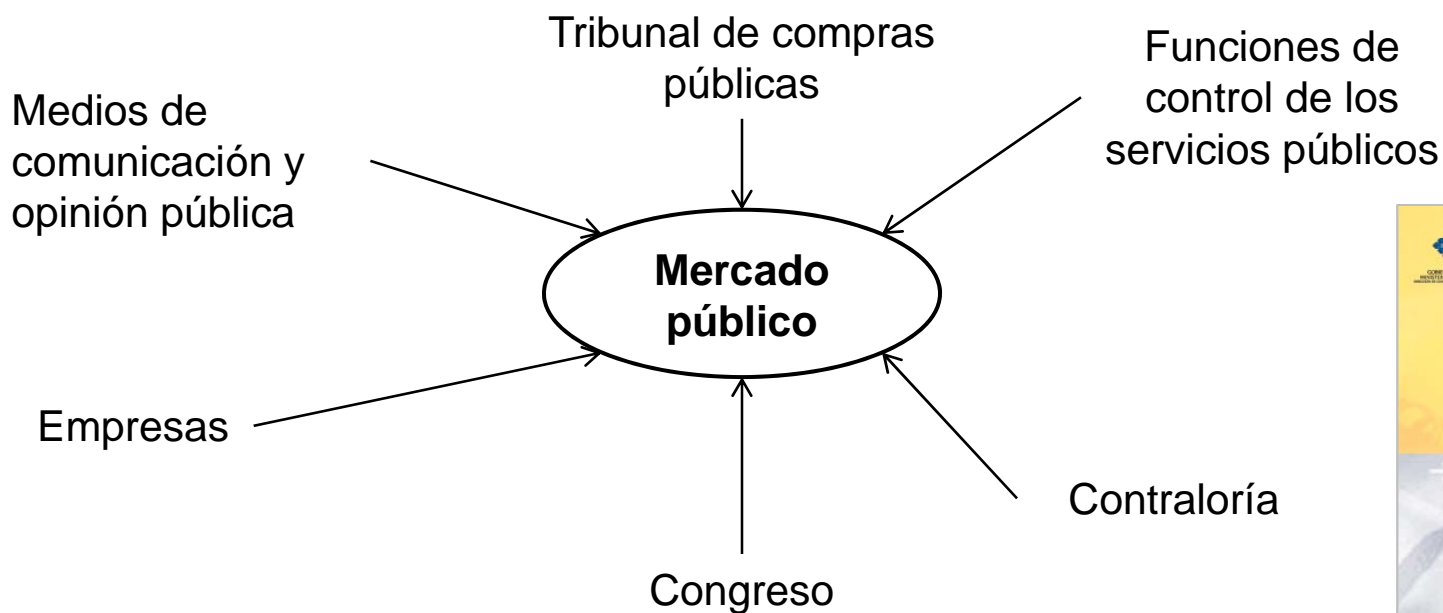 Tribunal de compras
públicas
Funciones de
control de los
servicios públicos
Medios de
comunicación y
opinión pública
Mercado
público
Empresas
Contraloría
Congreso